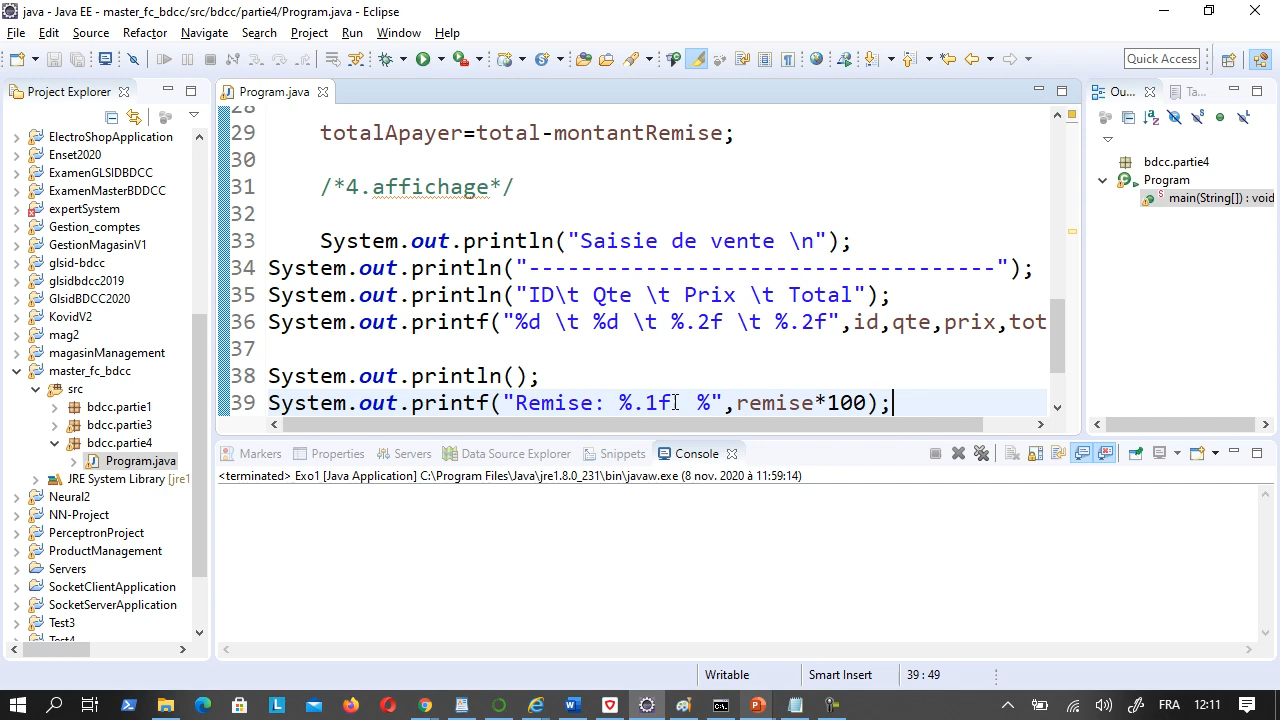 java - Java EE - master_fc_bdcc/src/bdcc/partie4/Program.java - Eclipse
File Edit Source Refactor Navigate Search Project Run Window Help
Quick Access
Project Explorer
ElectroShopApplication
Enset2020
ExamenGLSIDBDCC
ExamenMasterBDDCC
expertSystem
Gestion_comptes
GestionMagasinV1
glsid-bdcc
glsidbdcc2019
GlsidBDCC2020
KovidV2
mag2
magasinManagement
master_fc_bdcc
src
bdcc.partie1
bdcc.partie3
bdcc.partie4
Program.java
JRE System Library [jre1
Neural2
NN-Project
PerceptronProject
ProductManagement
Servers
SocketClientApplication
SocketServerApplication
Test3
Test4
Program.java
28
29 totalApayer=total-montantRemise;
30
31 /*4.affichage*/
32
33 System.out.println("Saisie de vente \n");
34 System.out.println("------------------------------------");
35 System.out.println("ID\t Qte \t Prix \t Total");
36 System.out.printf("%d \t %d \t %.2f \t %.2f",id,qte,prix,tot
37
38 System.out.println();
39 System.out.printf("Remise: %.1f %",remise*100);
Ou... Ta...
bdcc.partie4
Program
main(String[]) : void
Markers Properties Servers Data Source Explorer Snippets Console
<terminated> Exo1 [Java Application] C:\Program Files\Java\jre1.8.0_231\bin\javaw.exe (8 nov. 2020 à 11:59:14)
Writable Smart Insert 39 : 49
FRA 12:11